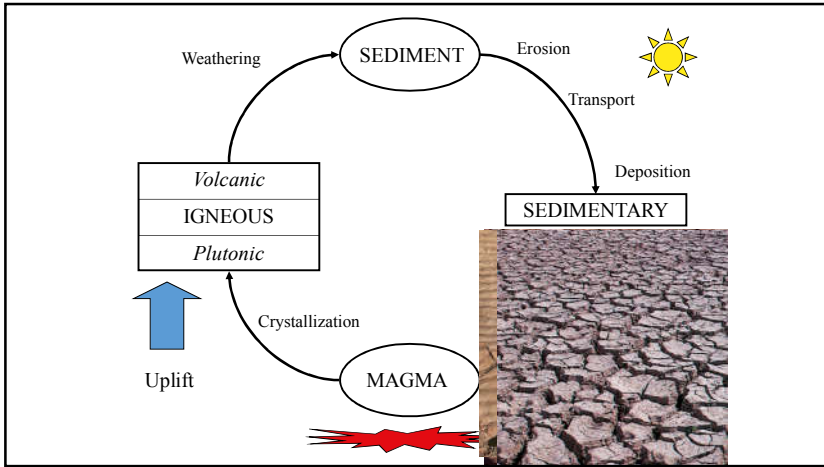 SEDIMENT
Weathering
Erosion
Transport
Deposition
Volcanic
IGNEOUS
Plutonic
SEDIMENTARY
Crystallization
MAGMA
Uplift